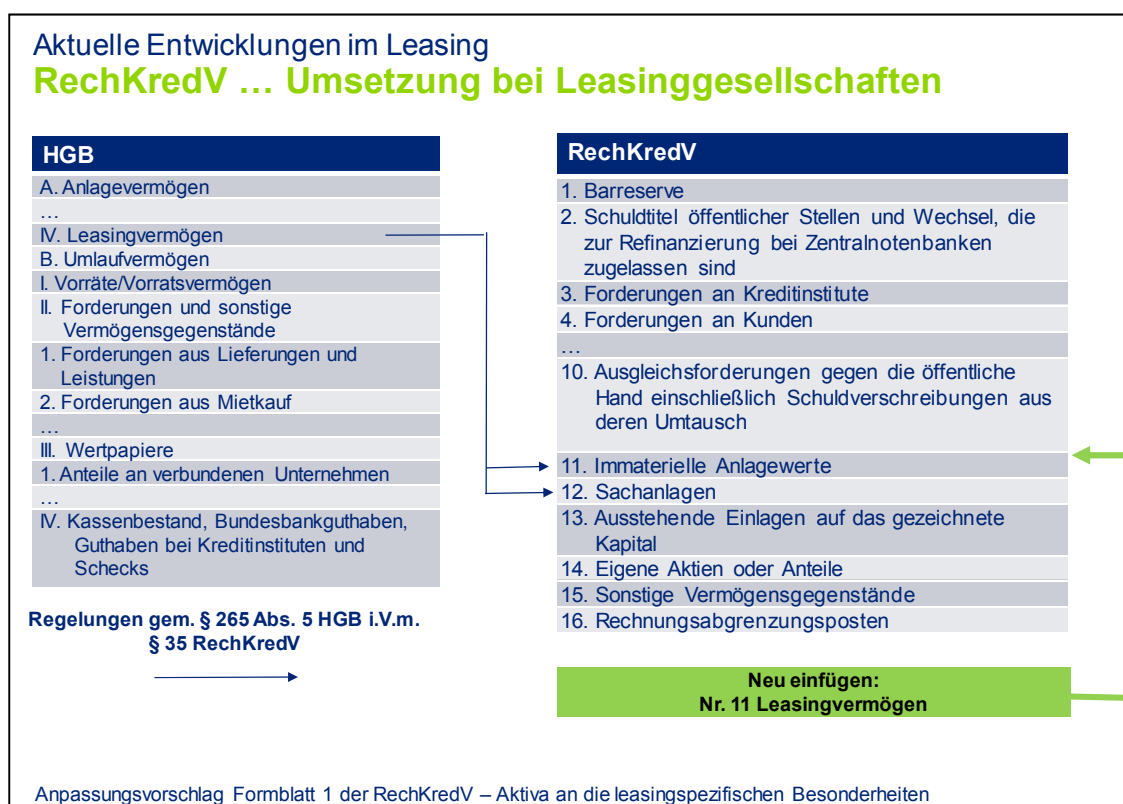 Aktuelle Entwicklungen im Leasing
RechKredV … Umsetzung bei Leasinggesellschaften
HGB
A. Anlagevermögen
…
IV. Leasingvermögen
B. Umlaufvermögen
I. Vorräte/Vorratsvermögen
II. Forderungen und sonstige
Vermögensgegenstände
1. Forderungen aus Lieferungen und
Leistungen
2. Forderungen aus Mietkauf
…
III. Wertpapiere
1. Anteile an verbundenen Unternehmen
…
IV. Kassenbestand, Bundesbankguthaben,
Guthaben bei Kreditinstituten und
Schecks
Regelungen gem. § 265 Abs. 5 HGB i.V.m.
§ 35 RechKredV
RechKredV
1. Barreserve
2. Schuldtitel öffentlicher Stellen und Wechsel, die
zur Refinanzierung bei Zentralnotenbanken
zugelassen sind
3. Forderungen an Kreditinstitute
4. Forderungen an Kunden
…
10. Ausgleichsforderungen gegen die öffentliche
Hand einschließlich Schuldverschreibungen aus
deren Umtausch
11. Immaterielle Anlagewerte
12. Sachanlagen
13. Ausstehende Einlagen auf das gezeichnete
Kapital
14. Eigene Aktien oder Anteile
15. Sonstige Vermögensgegenstände
16. Rechnungsabgrenzungsposten
Neu einfügen:
Nr. 11 Leasingvermögen
Anpassungsvorschlag Formblatt 1 der RechKredV – Aktiva an die leasingspezifischen Besonderheiten